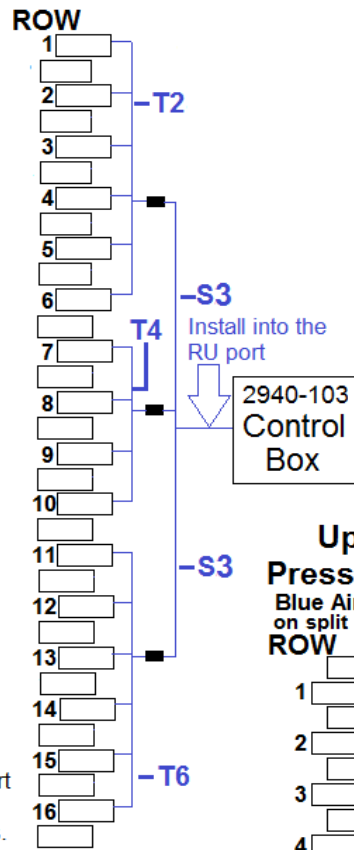 ROW
1
2
T2
3
4
5
S3
6
T4
Install into the
RU port
7
8
2940-103
Control
Box
9
10
11
S3
12
13
14
15
T6
16
rt
.
Up
Press
Blue Ai
on split
ROW
1
2
3
4